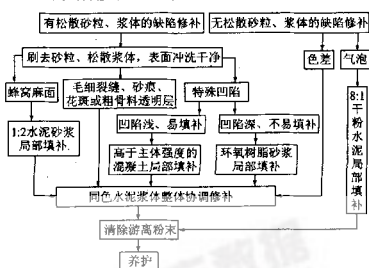 有松散砂粒、浆体的缺陷修补
无松散砂粒、浆体的缺陷修补
刷去砂粒、松散浆体，表面冲洗干净
色差
气泡
蜂窝麻面
毛细裂缝、砂痕、
花斑或粗骨料透明层
特殊凹陷
凹陷浅、易填补
凹陷深、不易填补
1:2水泥砂浆
局部填补
高于主体强度的
混凝土局部填补
环氧树脂砂浆
局部填补
8:1干粉水泥局部填补
同色水泥浆体整体协调修补
清除游离粉末
养护